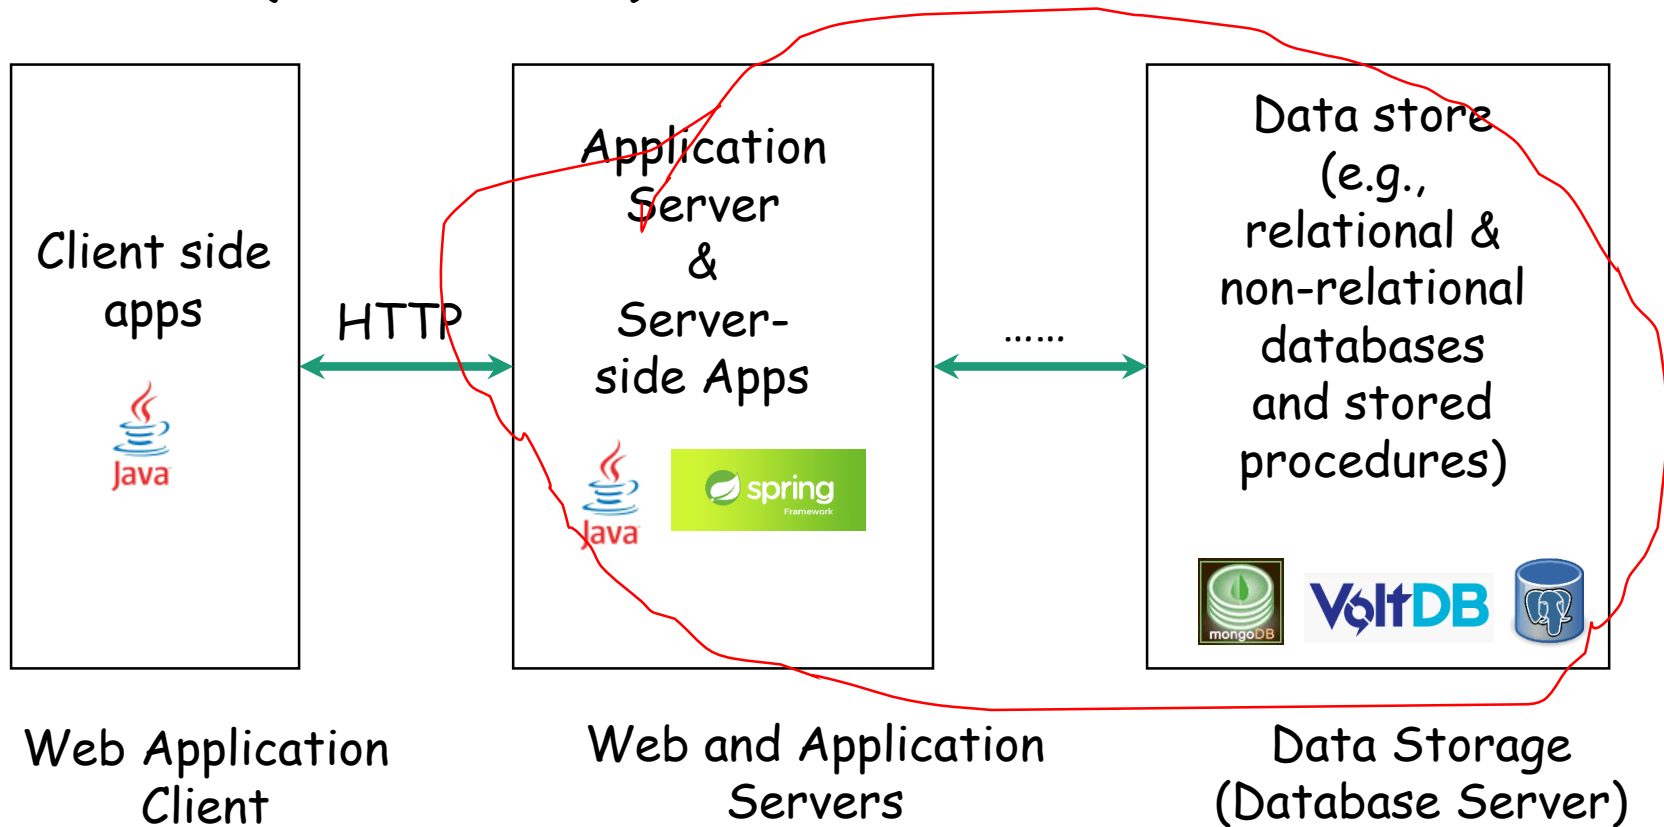 Client side
apps
Java
HTTP
Application
Server
&
Server-
side Apps
Java
spring
Framework
......
Data store
(e.g.,
relational &
non-relational
databases
and stored
procedures)
mongoDB
VoltDB
Web Application
Client
Web and Application
Servers
Data Storage
(Database Server)